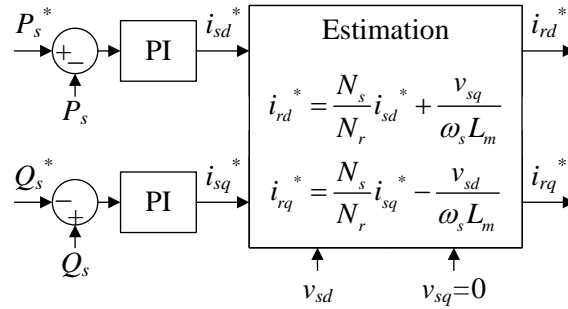 P_s^* + − PI i_sd^* Estimation i_rd^*
P_s
i_rd^* = N_s/N_r i_sd^* + v_sq/ω_s L_m
Q_s^* − + PI i_sq^* i_rq^* = N_s/N_r i_sq^* − v_sd/ω_s L_m i_rq^*
Q_s
v_sd v_sq=0